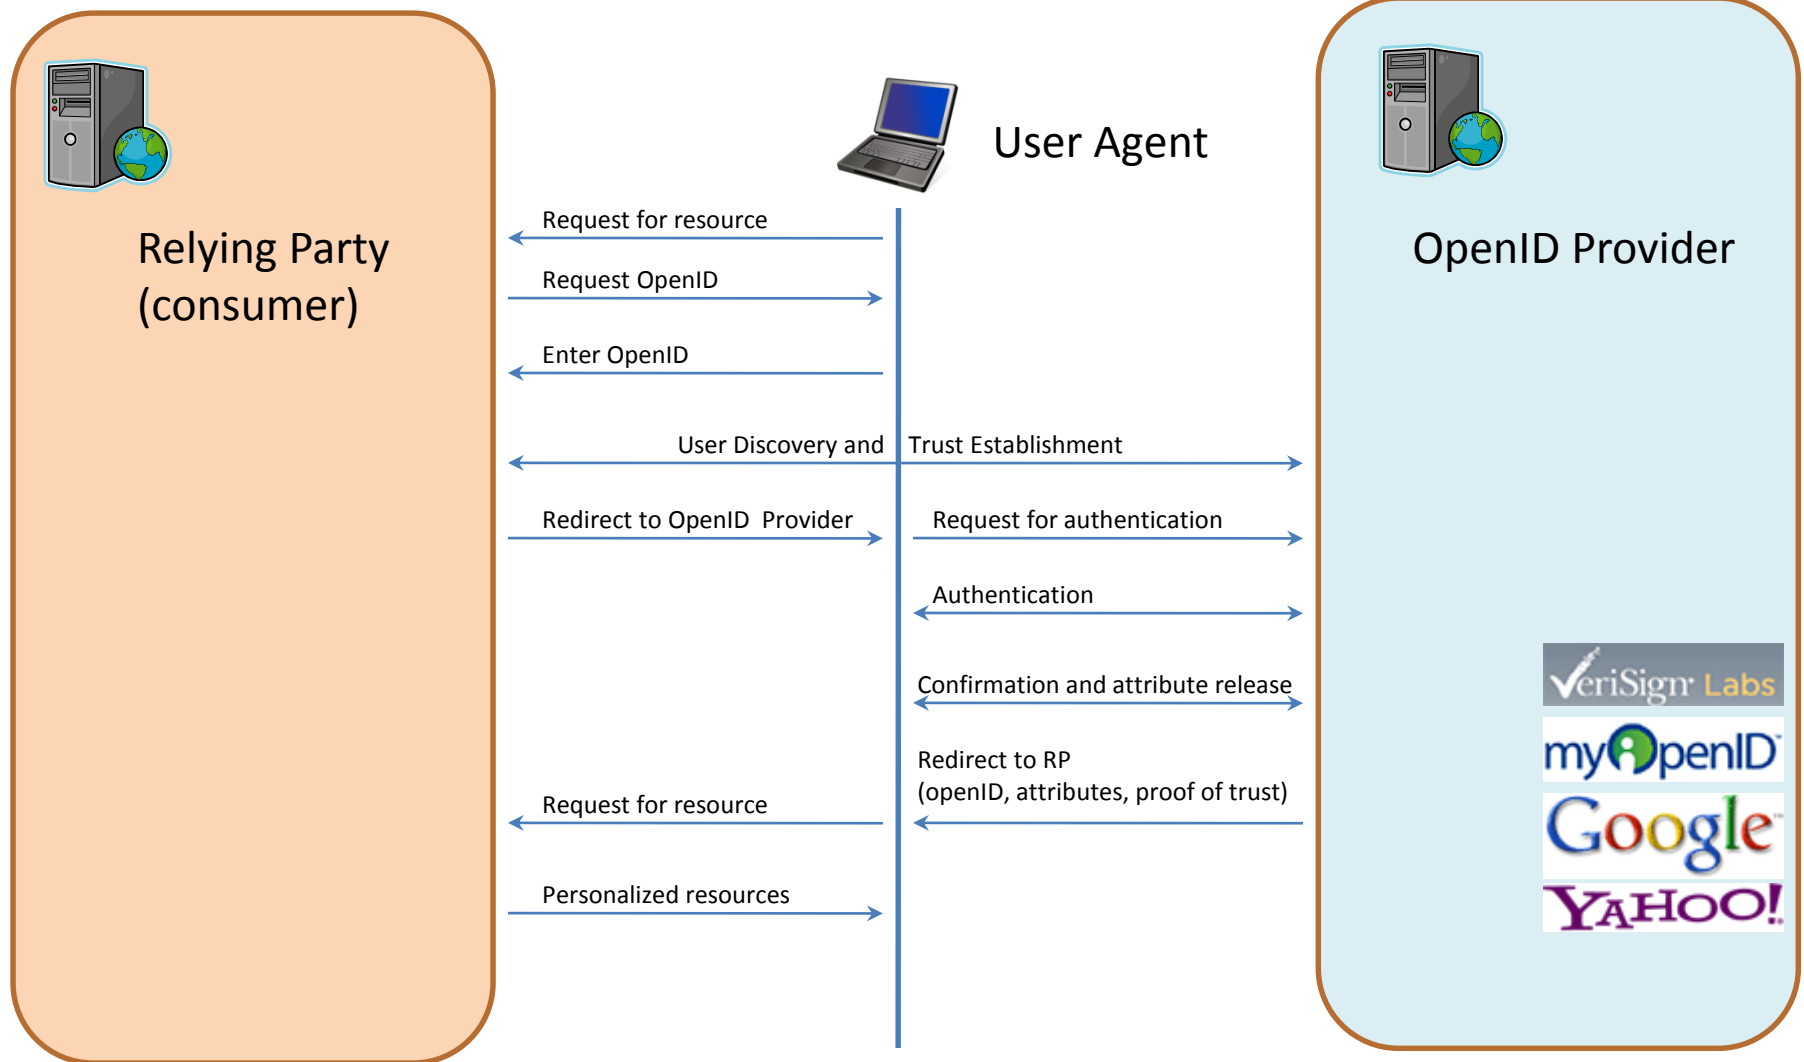 User Agent
Relying Party
(consumer)
OpenID Provider
Request for resource
Request OpenID
Enter OpenID
User Discovery and Trust Establishment
Redirect to OpenID Provider
Request for authentication
Authentication
Confirmation and attribute release
Redirect to RP
(openID, attributes, proof of trust)
Request for resource
Personalized resources
VeriSign Labs
myOpenID
Google
YAHOO!